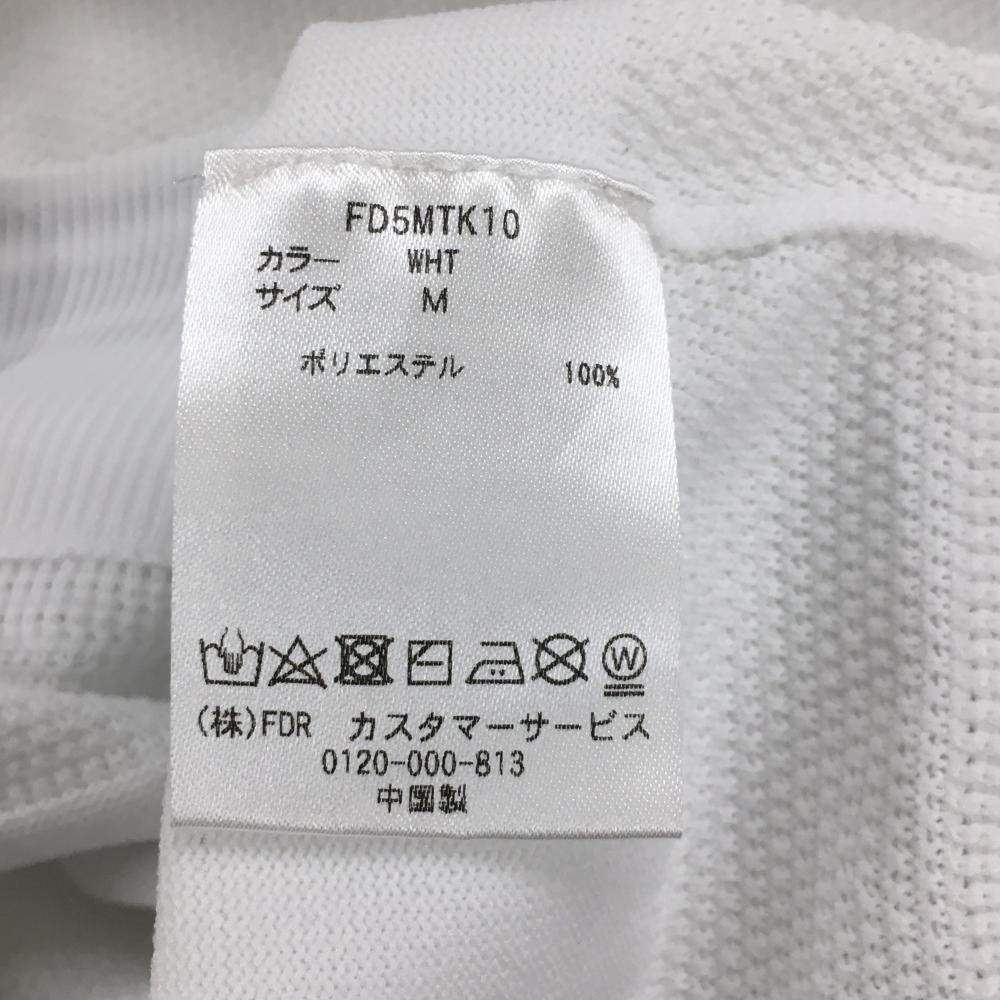 FD5MTK10
カラー WHT
サイズ M
ポリエステル 100%
W
(株)FDR カスタマーサービス
0120-000-813
中国製